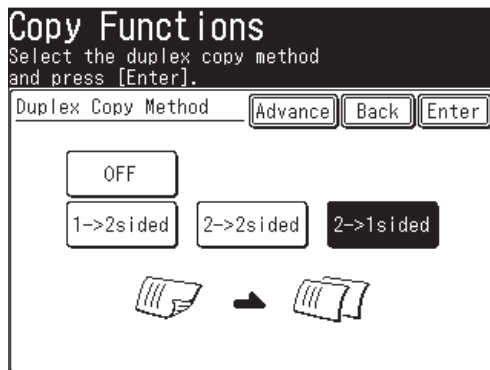 Copy Functions
Select the duplex copy method
and press [Enter].
Duplex Copy Method Advance Back Enter
OFF
1->2sided 2->2sided 2->1sided